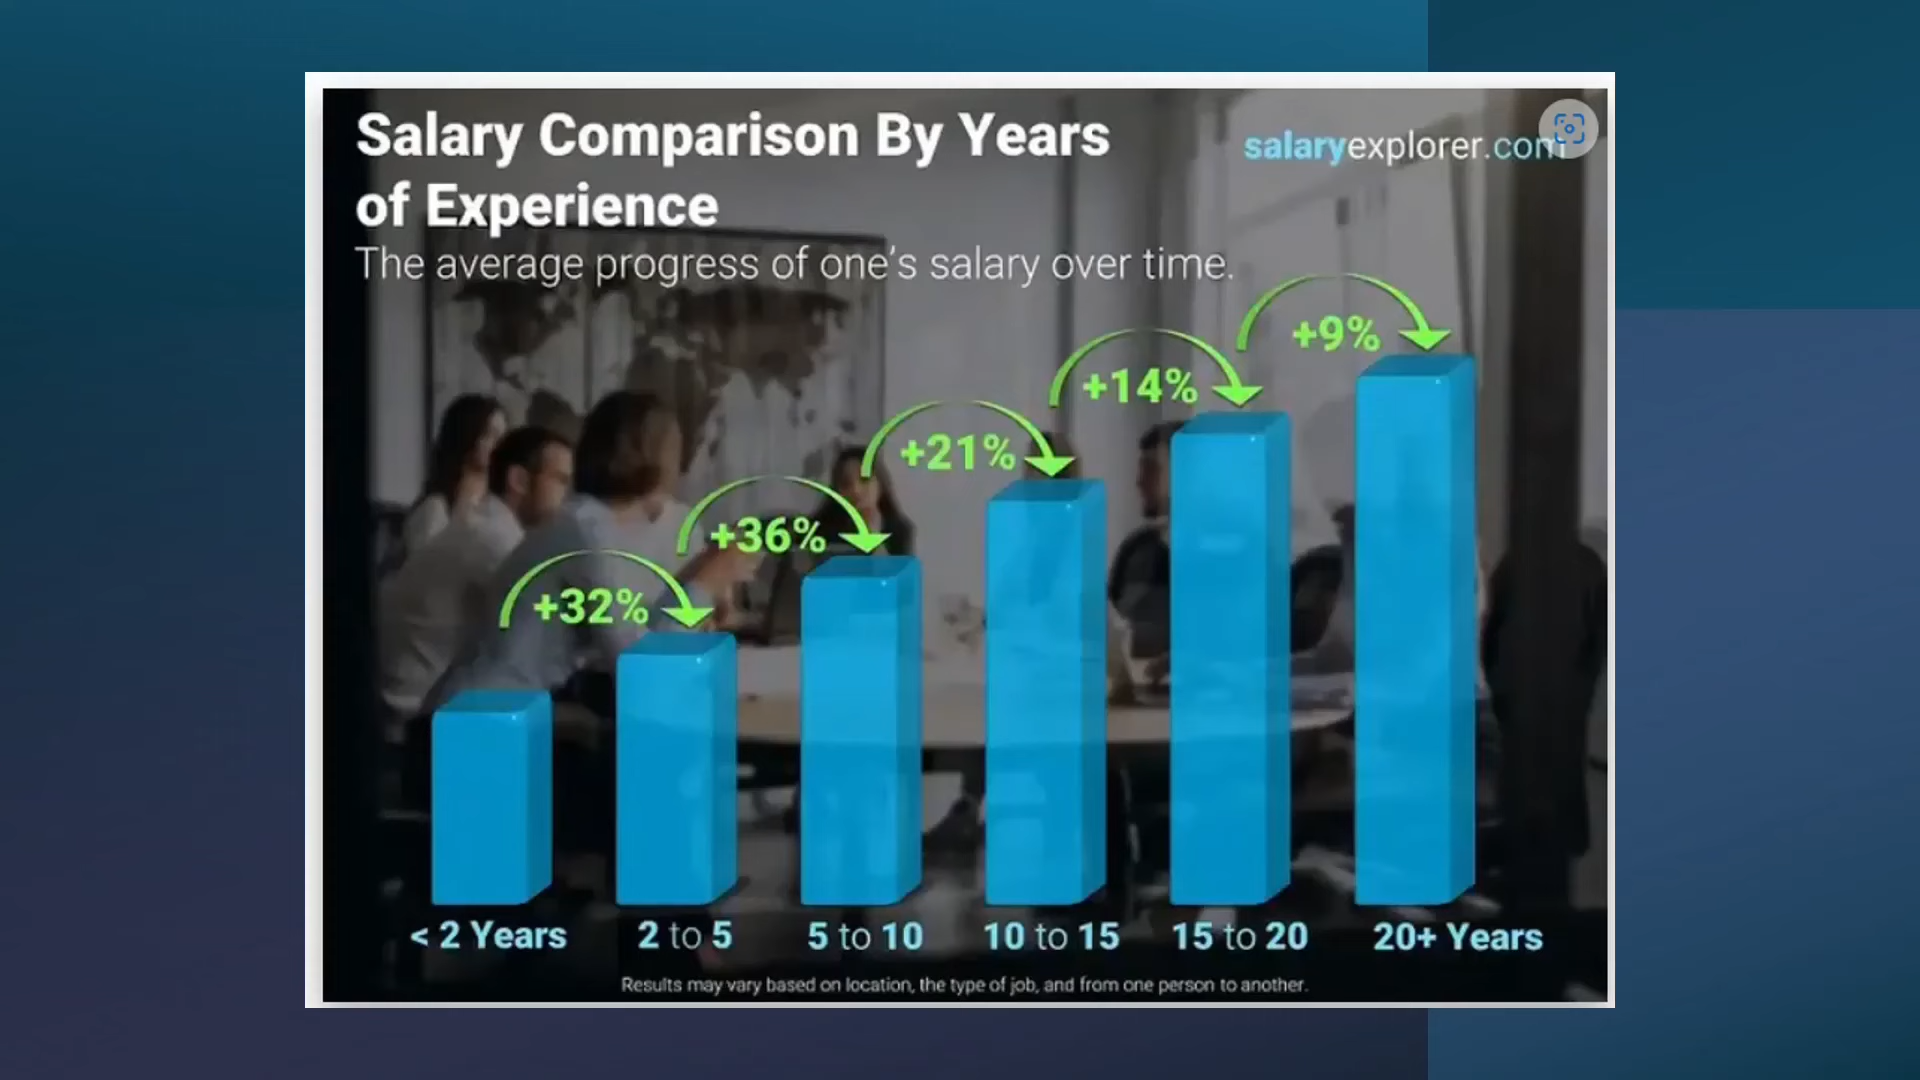 Salary Comparison By Years
of Experience
salaryexplorer.com
The average progress of one's salary over time.
+9%
+14%
+21%
+36%
+32%
< 2 Years
2 to 5
5 to 10
10 to 15
15 to 20
20+ Years
Results may vary based on location, the type of job, and from one person to another.